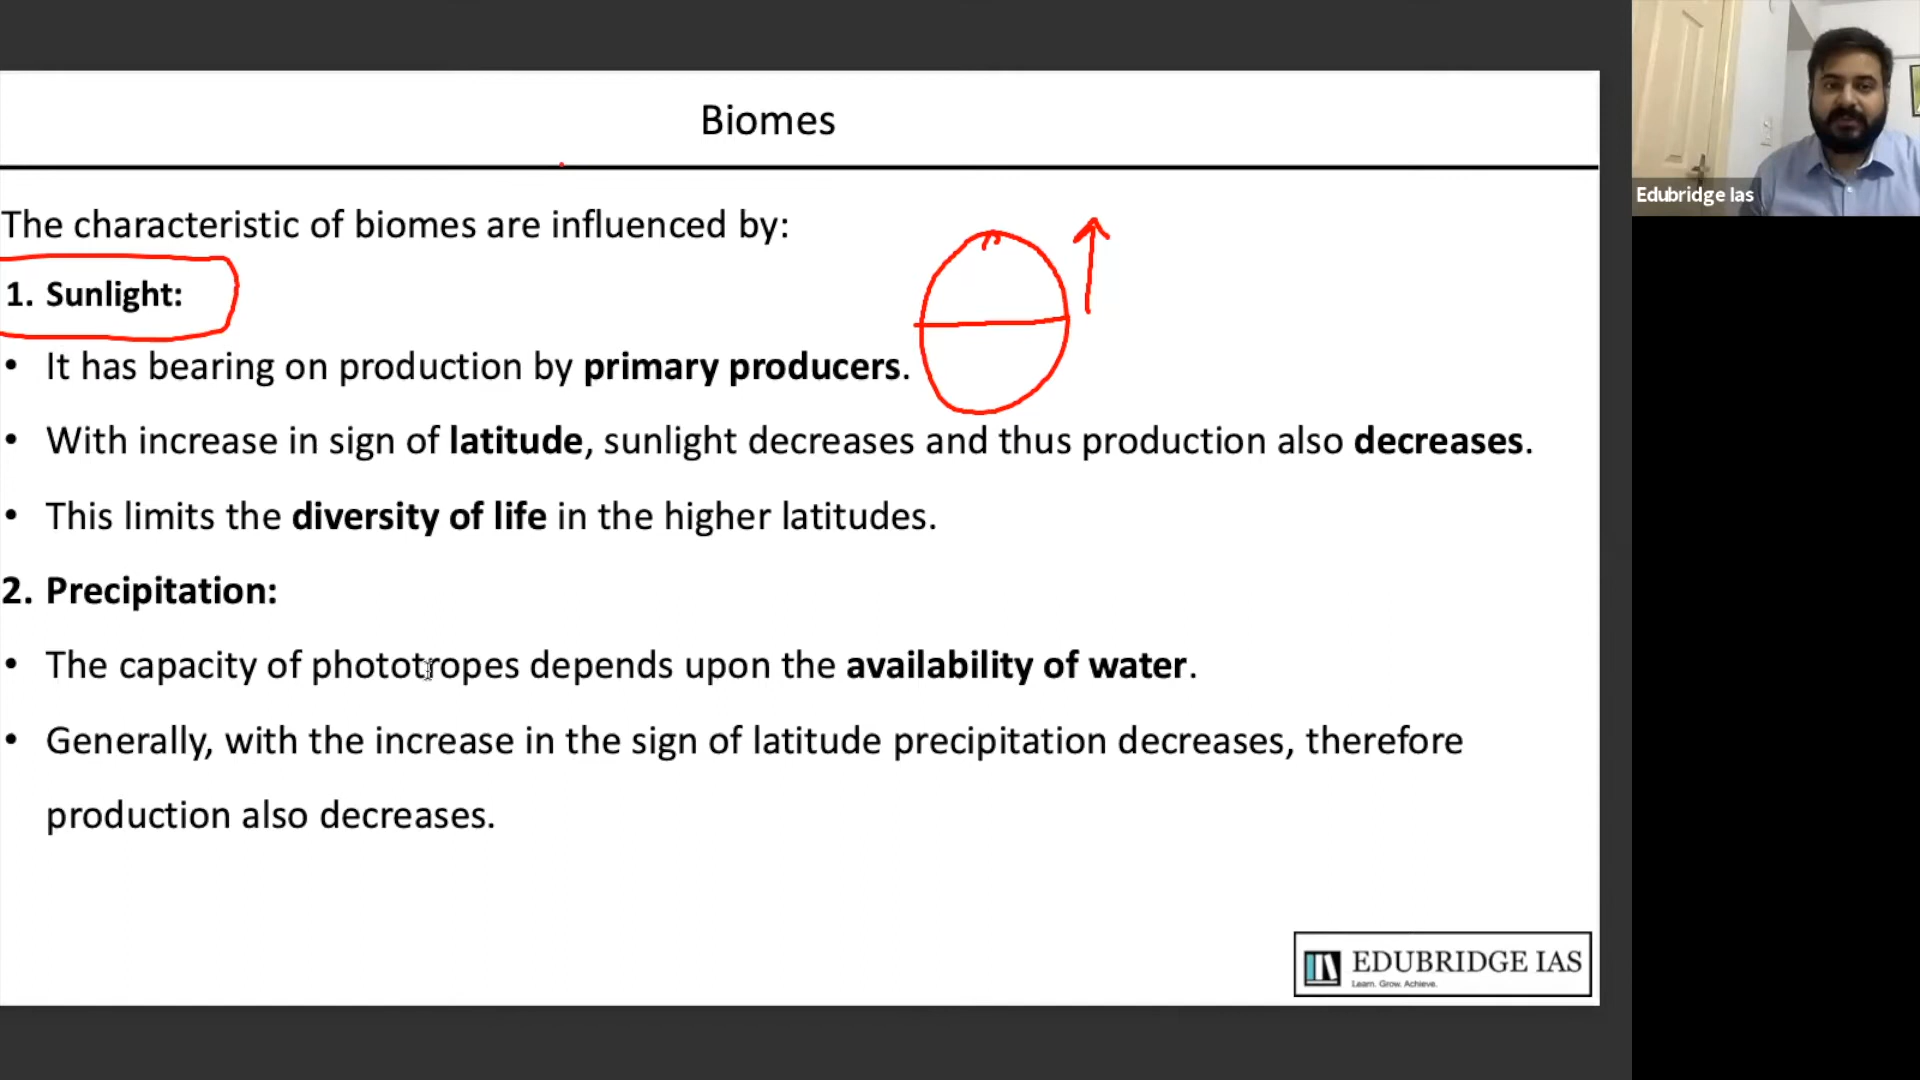 Biomes
The characteristic of biomes are influenced by:
1. Sunlight:
• It has bearing on production by primary producers.
• With increase in sign of latitude, sunlight decreases and thus production also decreases.
• This limits the diversity of life in the higher latitudes.
2. Precipitation:
• The capacity of phototropes depends upon the availability of water.
• Generally, with the increase in the sign of latitude precipitation decreases, therefore
production also decreases.
EDUBRIDGE IAS
Learn. Grow. Achieve.
Edubridge Ias